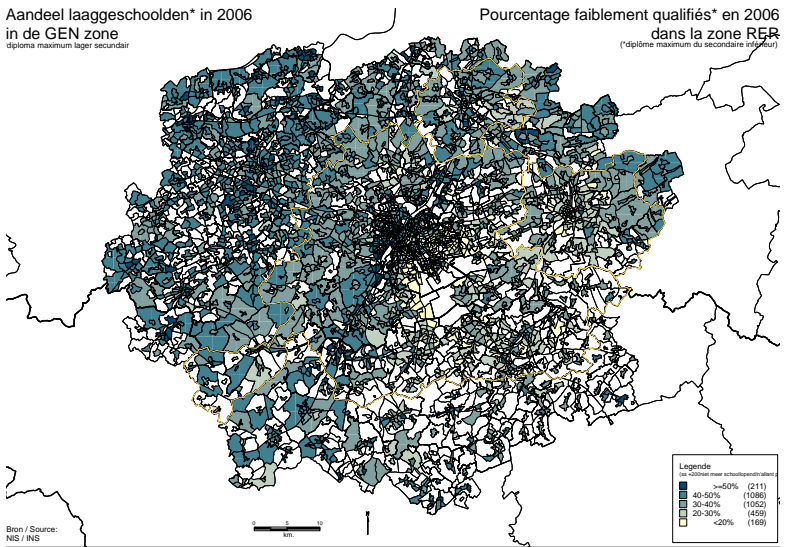 Aandeel laaggeschoolden* in 2006
in de GEN zone
diploma maximum lager secundair
Pourcentage faiblement qualifiés* en 2006
dans la zone RER
(*diplôme maximum du secondaire inférieur)
Legende
>=50% (211)
40-50% (1086)
30-40% (1052)
20-30% (459)
<20% (169)
0 5 10
km.
Bron / Source:
NIS / INS